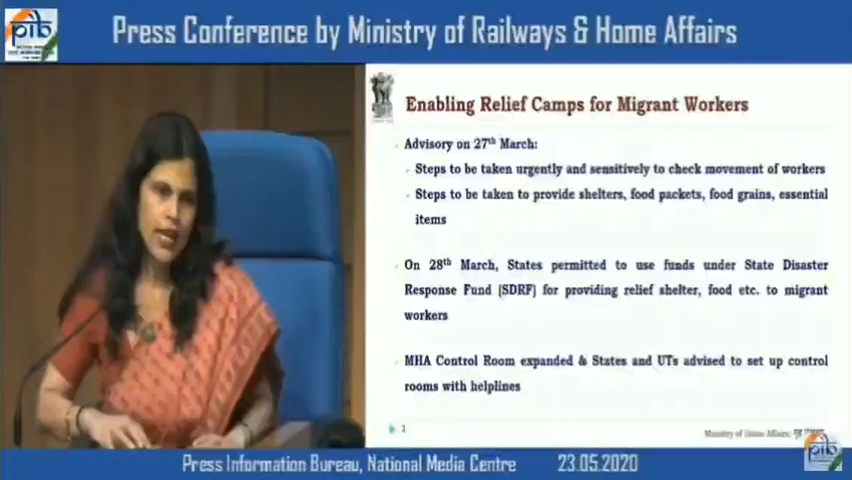 pib
Press Conference by Ministry of Railways & Home Affairs
Enabling Relief Camps for Migrant Workers
Advisory on 27th March:
Steps to be taken urgently and sensitively to check movement of workers
Steps to be taken to provide shelters, food packets, food grains, essential
items
On 28th March, States permitted to use funds under State Disaster
Response Fund (SDRF) for providing relief shelter, food etc. to migrant
workers
MHA Control Room expanded & States and UTs advised to set up control
rooms with helplines
1
Ministry of Home Affairs,
pib
Press Information Bureau, National Media Centre 23.05.2020